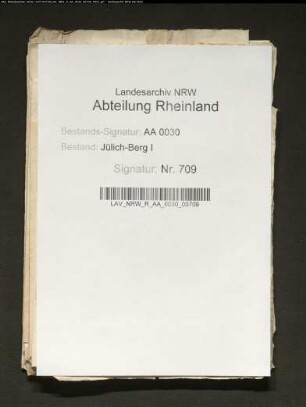 Landesarchiv NRW
Abteilung Rheinland
Bestands-Signatur: AA 0030
Bestand: Jülich-Berg I
Signatur: Nr. 709
LAV_NRW_R_AA_0030_00709